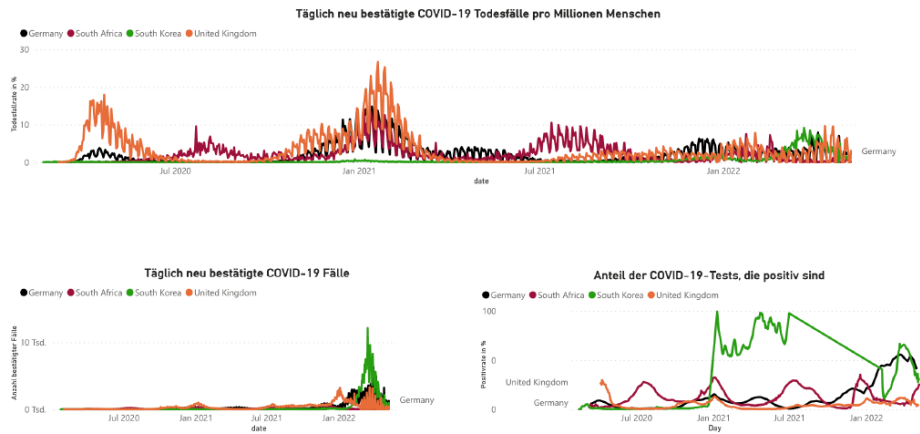 Täglich neu bestätigte COVID-19 Todesfälle pro Millionen Menschen
Germany South Africa South Korea United Kingdom
Todesfallrate in %
30
20
10
0
Jul 2020 Jan 2021 Jul 2021 Jan 2022
date
Germany
Täglich neu bestätigte COVID-19 Fälle
Germany South Africa South Korea United Kingdom
Anzahl bestätigter Fälle
10 Tsd.
0 Tsd.
Jul 2020 Jan 2021 Jul 2021 Jan 2022
date
Germany
Anteil der COVID-19-Tests, die positiv sind
Germany South Africa South Korea United Kingdom
Positivrate in %
100
0
0
United Kingdom
Germany
Jul 2020 Jan 2021 Jul 2021 Jan 2022
Day